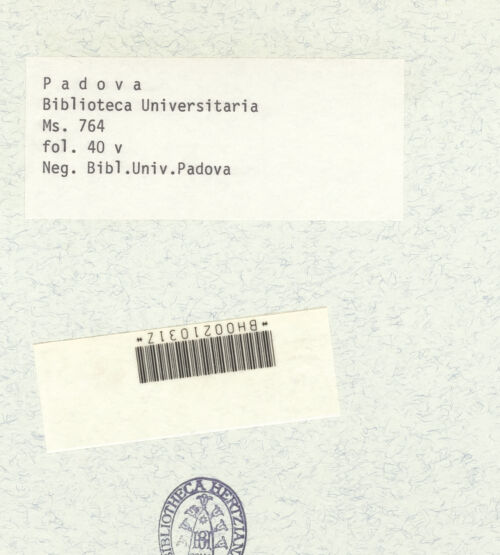 P a d o v a
Biblioteca Universitaria
Ms. 764
fol. 40 v
Neg. Bibl.Univ.Padova
*BH00210312*
BIBLIOTHECA HERTZIANA